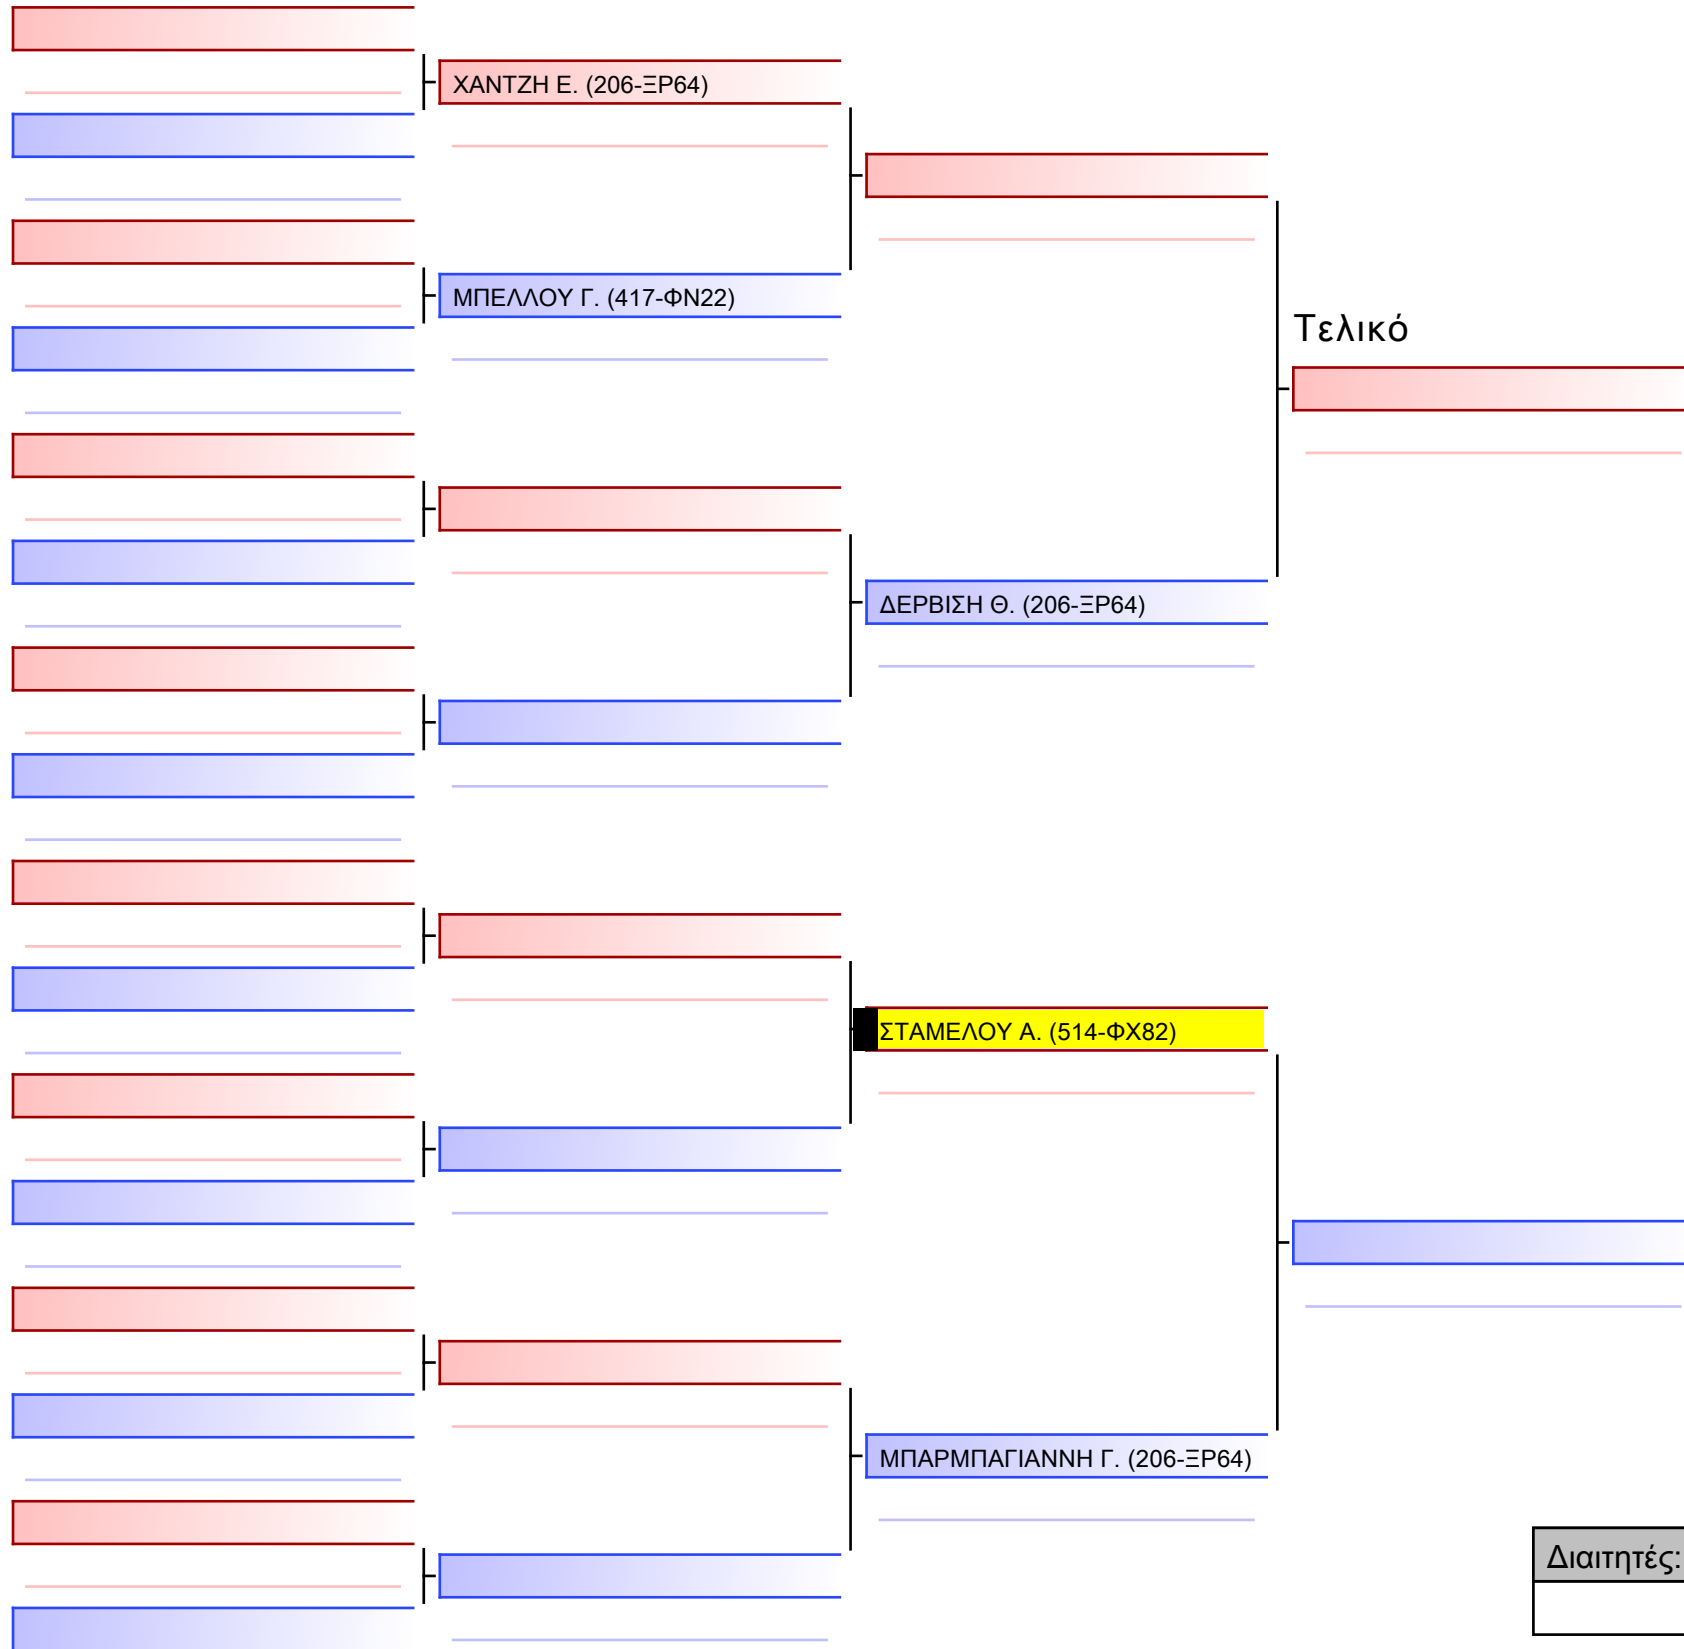 ΧΑΝΤΖΗ Ε. (206-ΞΡ64)
ΜΠΕΛΛΟΥ Γ. (417-ΦΝ22)
Τελικό
ΔΕΡΒΙΣΗ Θ. (206-ΞΡ64)
ΣΤΑΜΕΛΟΥ Α. (514-ΦΧ82)
ΜΠΑΡΜΠΑΓΙΑΝΝΗ Γ. (206-ΞΡ64)
Διαιτητές: